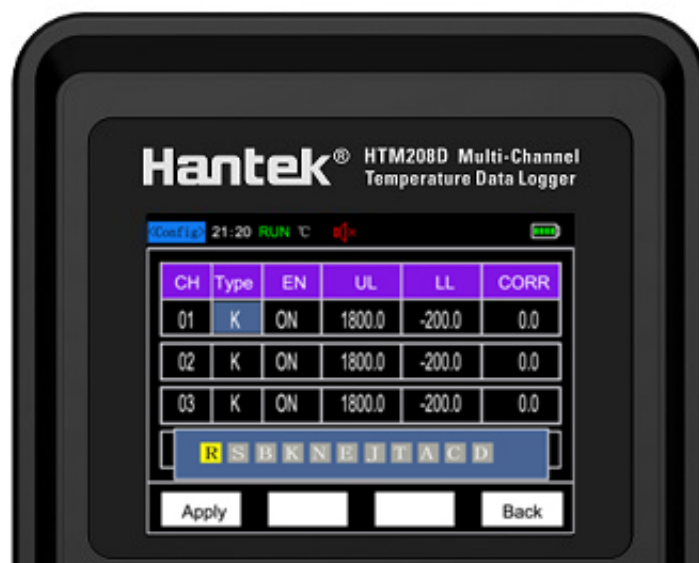 Hantek® HTM208D Multi-Channel
Temperature Data Logger
<Config> 21:20 RUN ℃
CH Type EN UL LL CORR
01 K ON 1800.0 -200.0 0.0
02 K ON 1800.0 -200.0 0.0
03 K ON 1800.0 -200.0 0.0
R S B K N E J T A C D
Apply Back